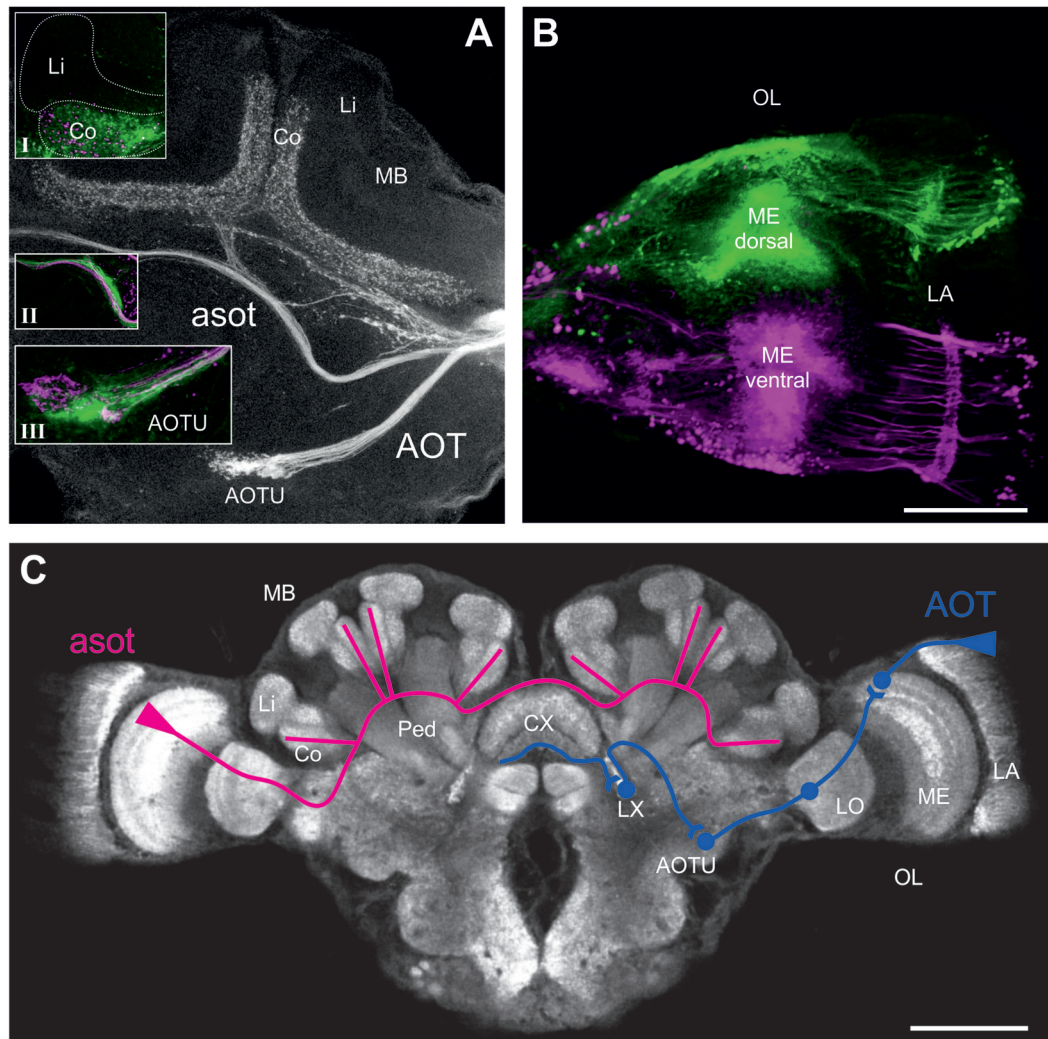 A
Li
Co
I
Li
Co
MB
II
asot
III
AOTU
AOT
AOTU
B
OL
ME
dorsal
LA
ME
ventral
C
MB
asot
AOT
Li
Co
Ped
CX
LX
AOTU
LO
ME
LA
OL